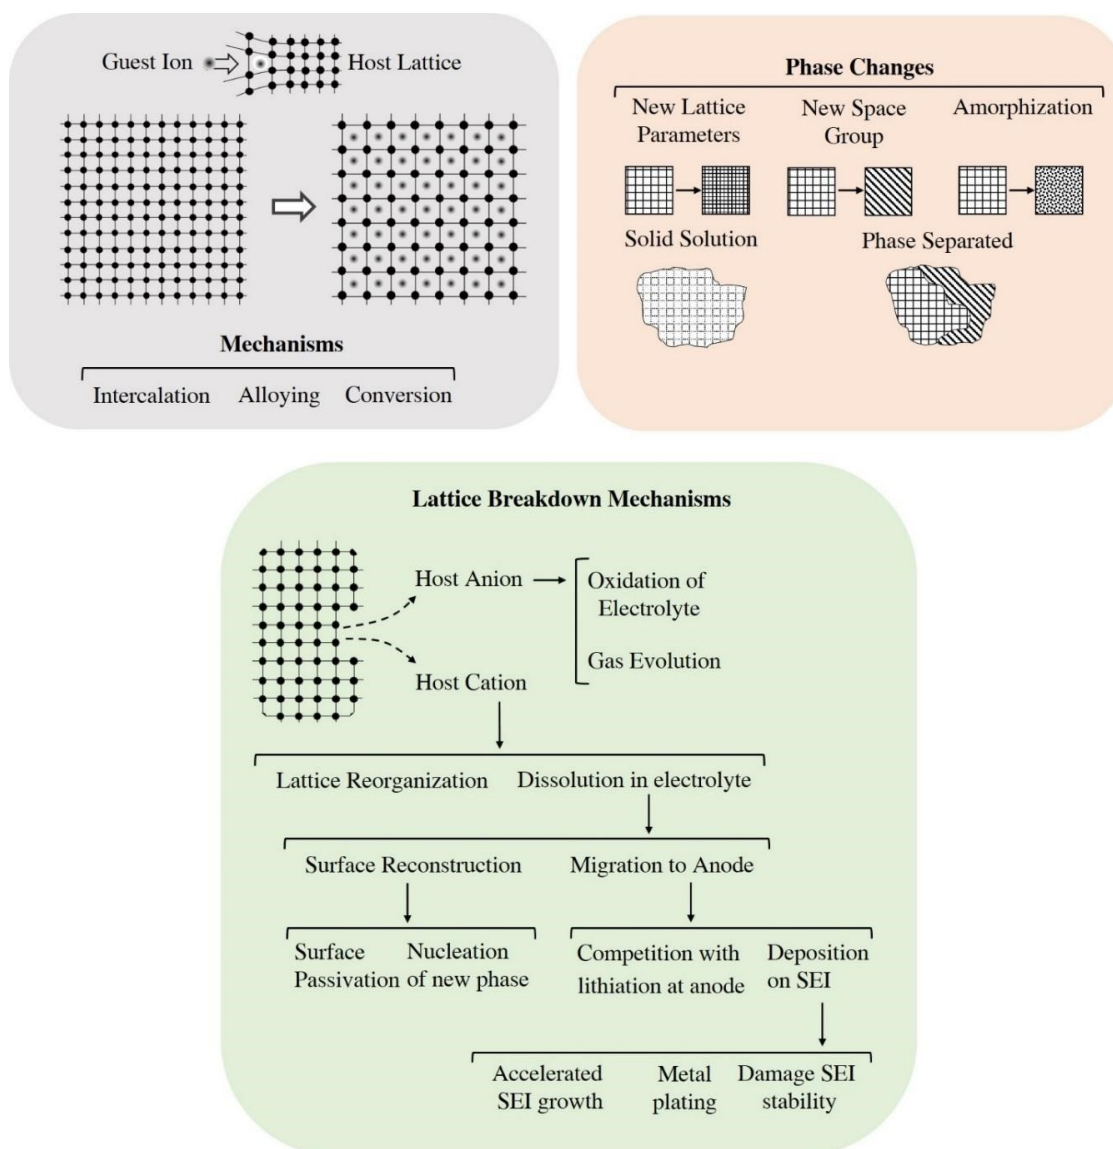 Guest Ion
Host Lattice
Mechanisms
Intercalation Alloying Conversion
Phase Changes
New Lattice
Parameters
New Space
Group
Amorphization
Solid Solution
Phase Separated
Lattice Breakdown Mechanisms
Host Anion
Oxidation of
Electrolyte
Gas Evolution
Host Cation
Lattice Reorganization
Dissolution in electrolyte
Surface Reconstruction
Migration to Anode
Surface
Passivation
Nucleation
of new phase
Competition with
lithiation at anode
Deposition
on SEI
Accelerated
SEI growth
Metal
plating
Damage SEI
stability